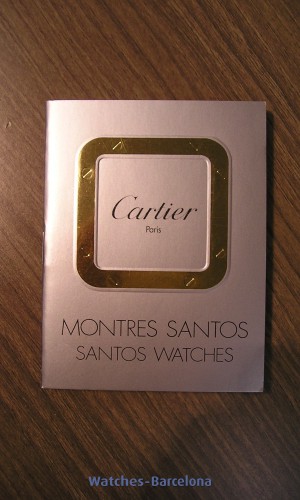 Cartier
Paris
MONTRES SANTOS
SANTOS WATCHES
Watches-Barcelona